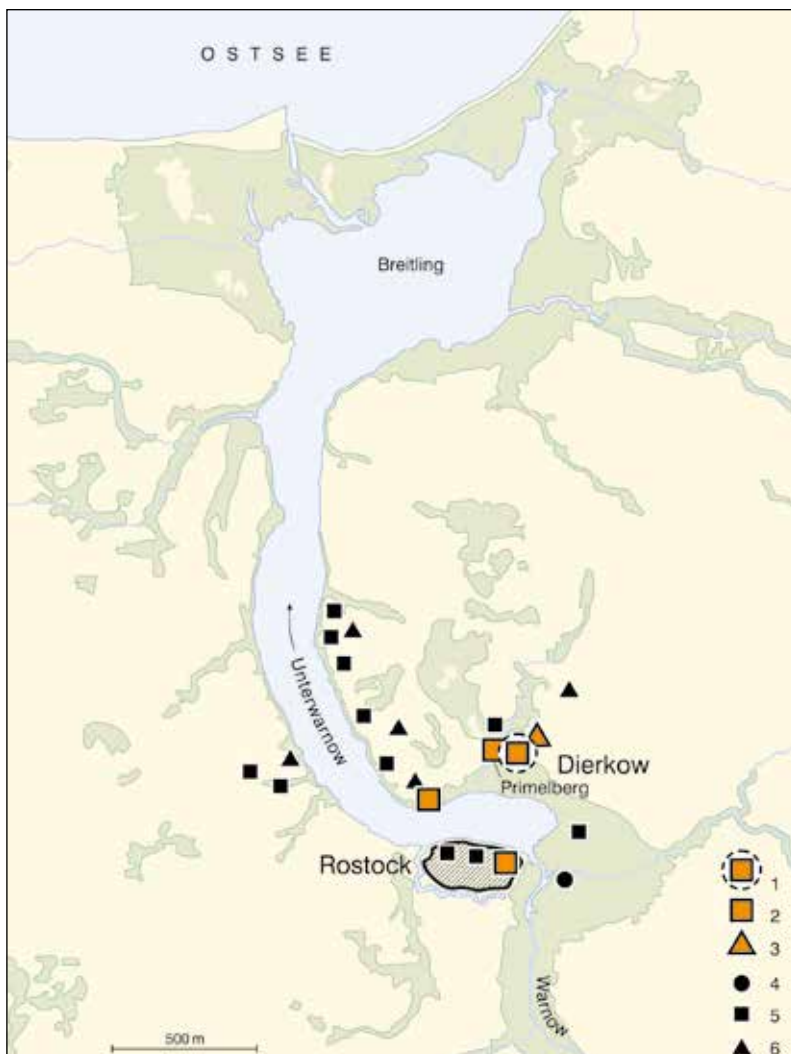 OSTSEE
Breitling
Unterwarnow
Dierkow
Primelberg
Rostock
Warnow
1
2
3
4
5
6
500 m